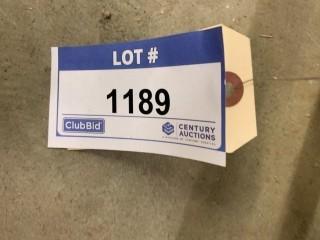 LOT #
1189
ClubBid
CENTURY
AUCTIONS